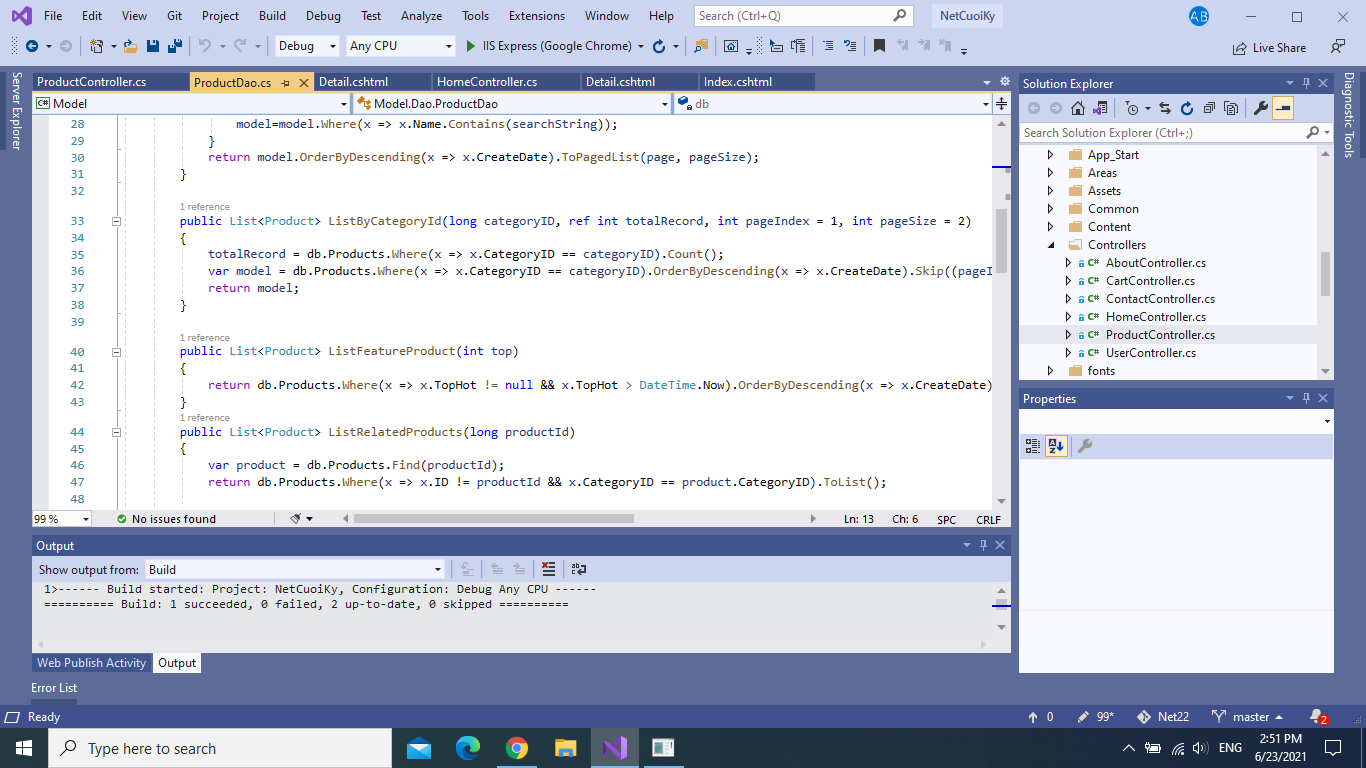 File Edit View Git Project Build Debug Test Analyze Tools Extensions Window Help Search (Ctrl+Q) NetCuoiKy AB
Debug Any CPU IIS Express (Google Chrome) Live Share
Server Explorer
ProductController.cs ProductDao.cs Detail.cshtml HomeController.cs Detail.cshtml Index.cshtml
C# Model Model.Dao.ProductDao db
28 model=model.Where(x => x.Name.Contains(searchString));
29 }
30 return model.OrderByDescending(x => x.CreateDate).ToPagedList(page, pageSize);
31 }
32
1 reference
33 public List<Product> ListByCategoryId(long categoryID, ref int totalRecord, int pageIndex = 1, int pageSize = 2)
34 {
35 totalRecord = db.Products.Where(x => x.CategoryID == categoryID).Count();
36 var model = db.Products.Where(x => x.CategoryID == categoryID).OrderByDescending(x => x.CreateDate).Skip((pageI
37 return model;
38 }
39
1 reference
40 public List<Product> ListFeatureProduct(int top)
41 {
42 return db.Products.Where(x => x.TopHot != null && x.TopHot > DateTime.Now).OrderByDescending(x => x.CreateDate)
43 }
1 reference
44 public List<Product> ListRelatedProducts(long productId)
45 {
46 var product = db.Products.Find(productId);
47 return db.Products.Where(x => x.ID != productId && x.CategoryID == product.CategoryID).ToList();
48
99 % No issues found Ln: 13 Ch: 6 SPC CRLF
Output
Show output from: Build
1>------ Build started: Project: NetCuoiKy, Configuration: Debug Any CPU ------
========== Build: 1 succeeded, 0 failed, 2 up-to-date, 0 skipped ==========
Web Publish Activity Output
Error List
Solution Explorer
Search Solution Explorer (Ctrl+;)
App_Start
Areas
Assets
Common
Content
Controllers
C# AboutController.cs
C# CartController.cs
C# ContactController.cs
C# HomeController.cs
C# ProductController.cs
C# UserController.cs
fonts
Properties
Diagnostic Tools
Ready 0 99* Net22 master 2
Type here to search ENG 2:51 PM
6/23/2021